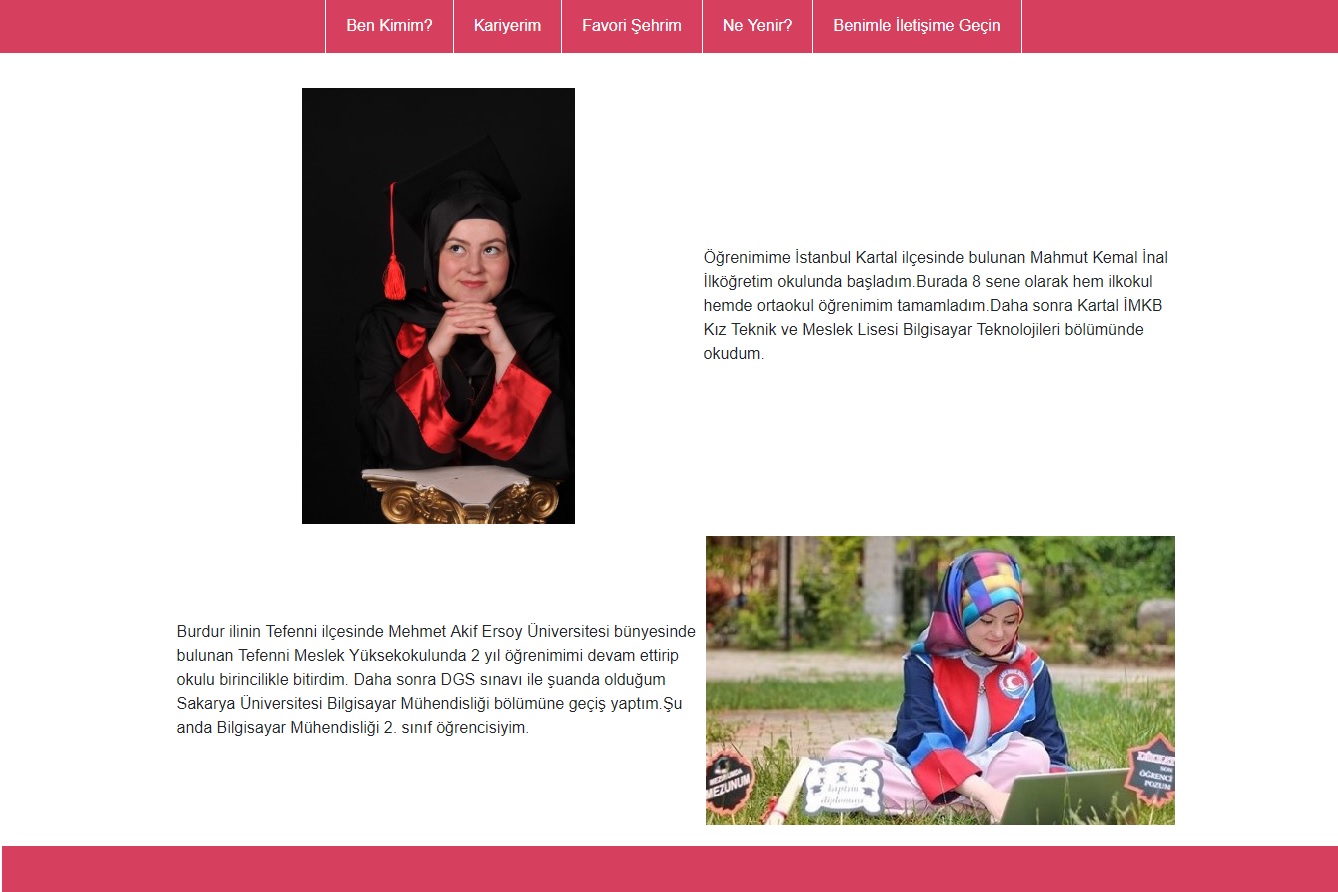 Ben Kimim?
Kariyerim
Favori Şehrim
Ne Yenir?
Benimle İletişime Geçin
Öğrenimime İstanbul Kartal ilçesinde bulunan Mahmut Kemal İnal
İlköğretim okulunda başladım.Burada 8 sene olarak hem ilkokul
hemde ortaokul öğrenimim tamamladım.Daha sonra Kartal İMKB
Kız Teknik ve Meslek Lisesi Bilgisayar Teknolojileri bölümünde
okudum.
Burdur ilinin Tefenni ilçesinde Mehmet Akif Ersoy Üniversitesi bünyesinde
bulunan Tefenni Meslek Yüksekokulunda 2 yıl öğrenimimi devam ettirip
okulu birincilikle bitirdim. Daha sonra DGS sınavı ile şuanda olduğum
Sakarya Üniversitesi Bilgisayar Mühendisliği bölümüne geçiş yaptım.Şu
anda Bilgisayar Mühendisliği 2. sınıf öğrencisiyim.
MEZUNUM
kaptım
diplomayı
SON
ÖĞRENCİ
POZUM